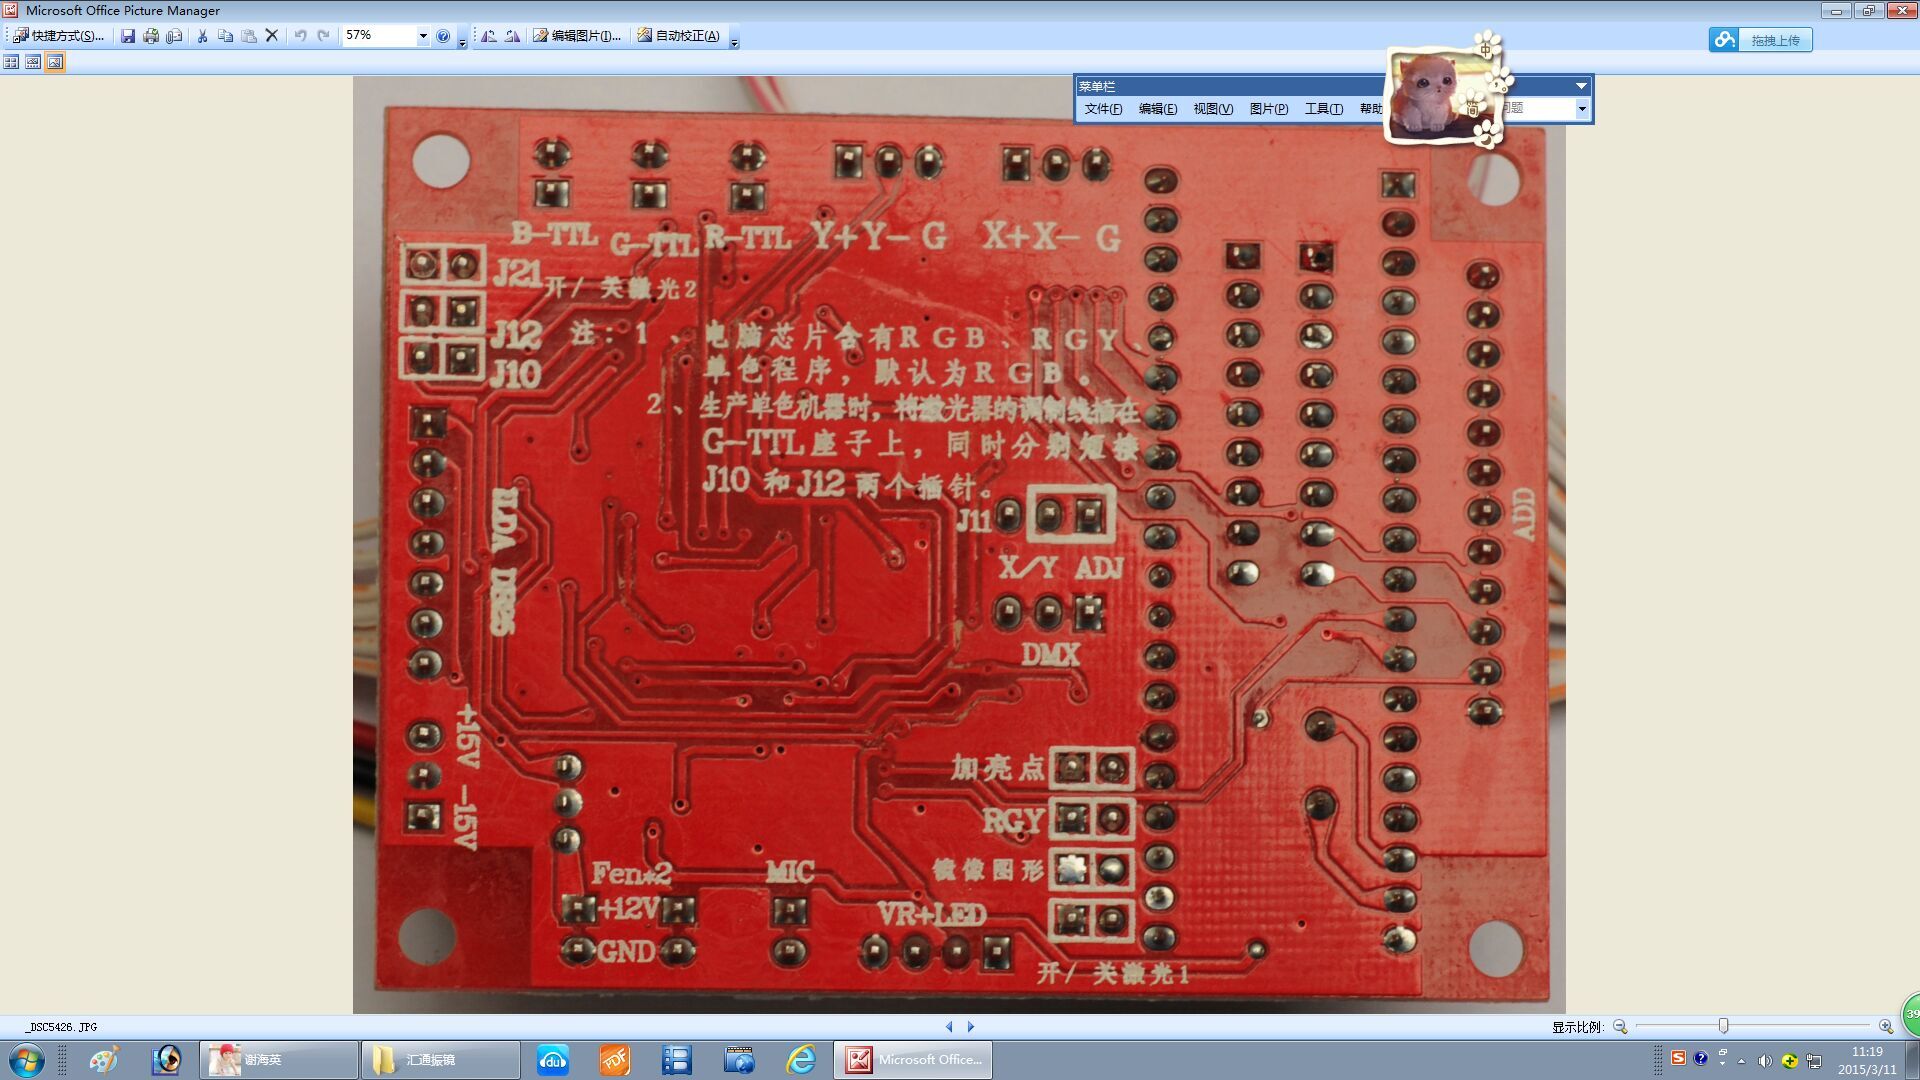 Microsoft Office Picture Manager
快捷方式(S)...
57%
编辑图片(I)...
自动校正(A)
拖拽上传
菜单栏
文件(F) 编辑(E) 视图(V) 图片(P) 工具(T) 帮助
问题
中
简
B-TTL G-TTL R-TTL Y+Y- G X+X- G
J21
开/ 关激光2
J12
J10
注：1、电脑芯片含有RGB、RGY、
单色程序，默认为RGB。
2、生产单色机器时，将激光器的调制线插在
G-TTL座子上，同时分别短接
J10 和 J12 两个插针。
ILDA DB25
J11
X/Y ADJ
DMX
ADD
+15V -15V
加亮点
RGY
镜像图形
Fen*2
MIC
+12V
VR+LED
GND
开/ 关激光1
_DSC5426.JPG
显示比例:
39
谢海英
汇通振镜
du
PDF
Microsoft Office...
11:19
2015/3/11